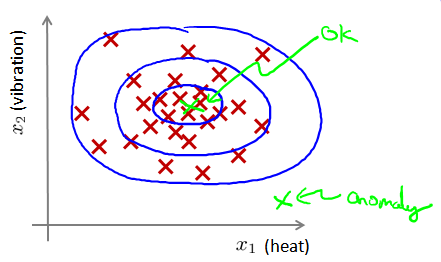 OK
x₂ (vibration)
anomaly
x₁ (heat)